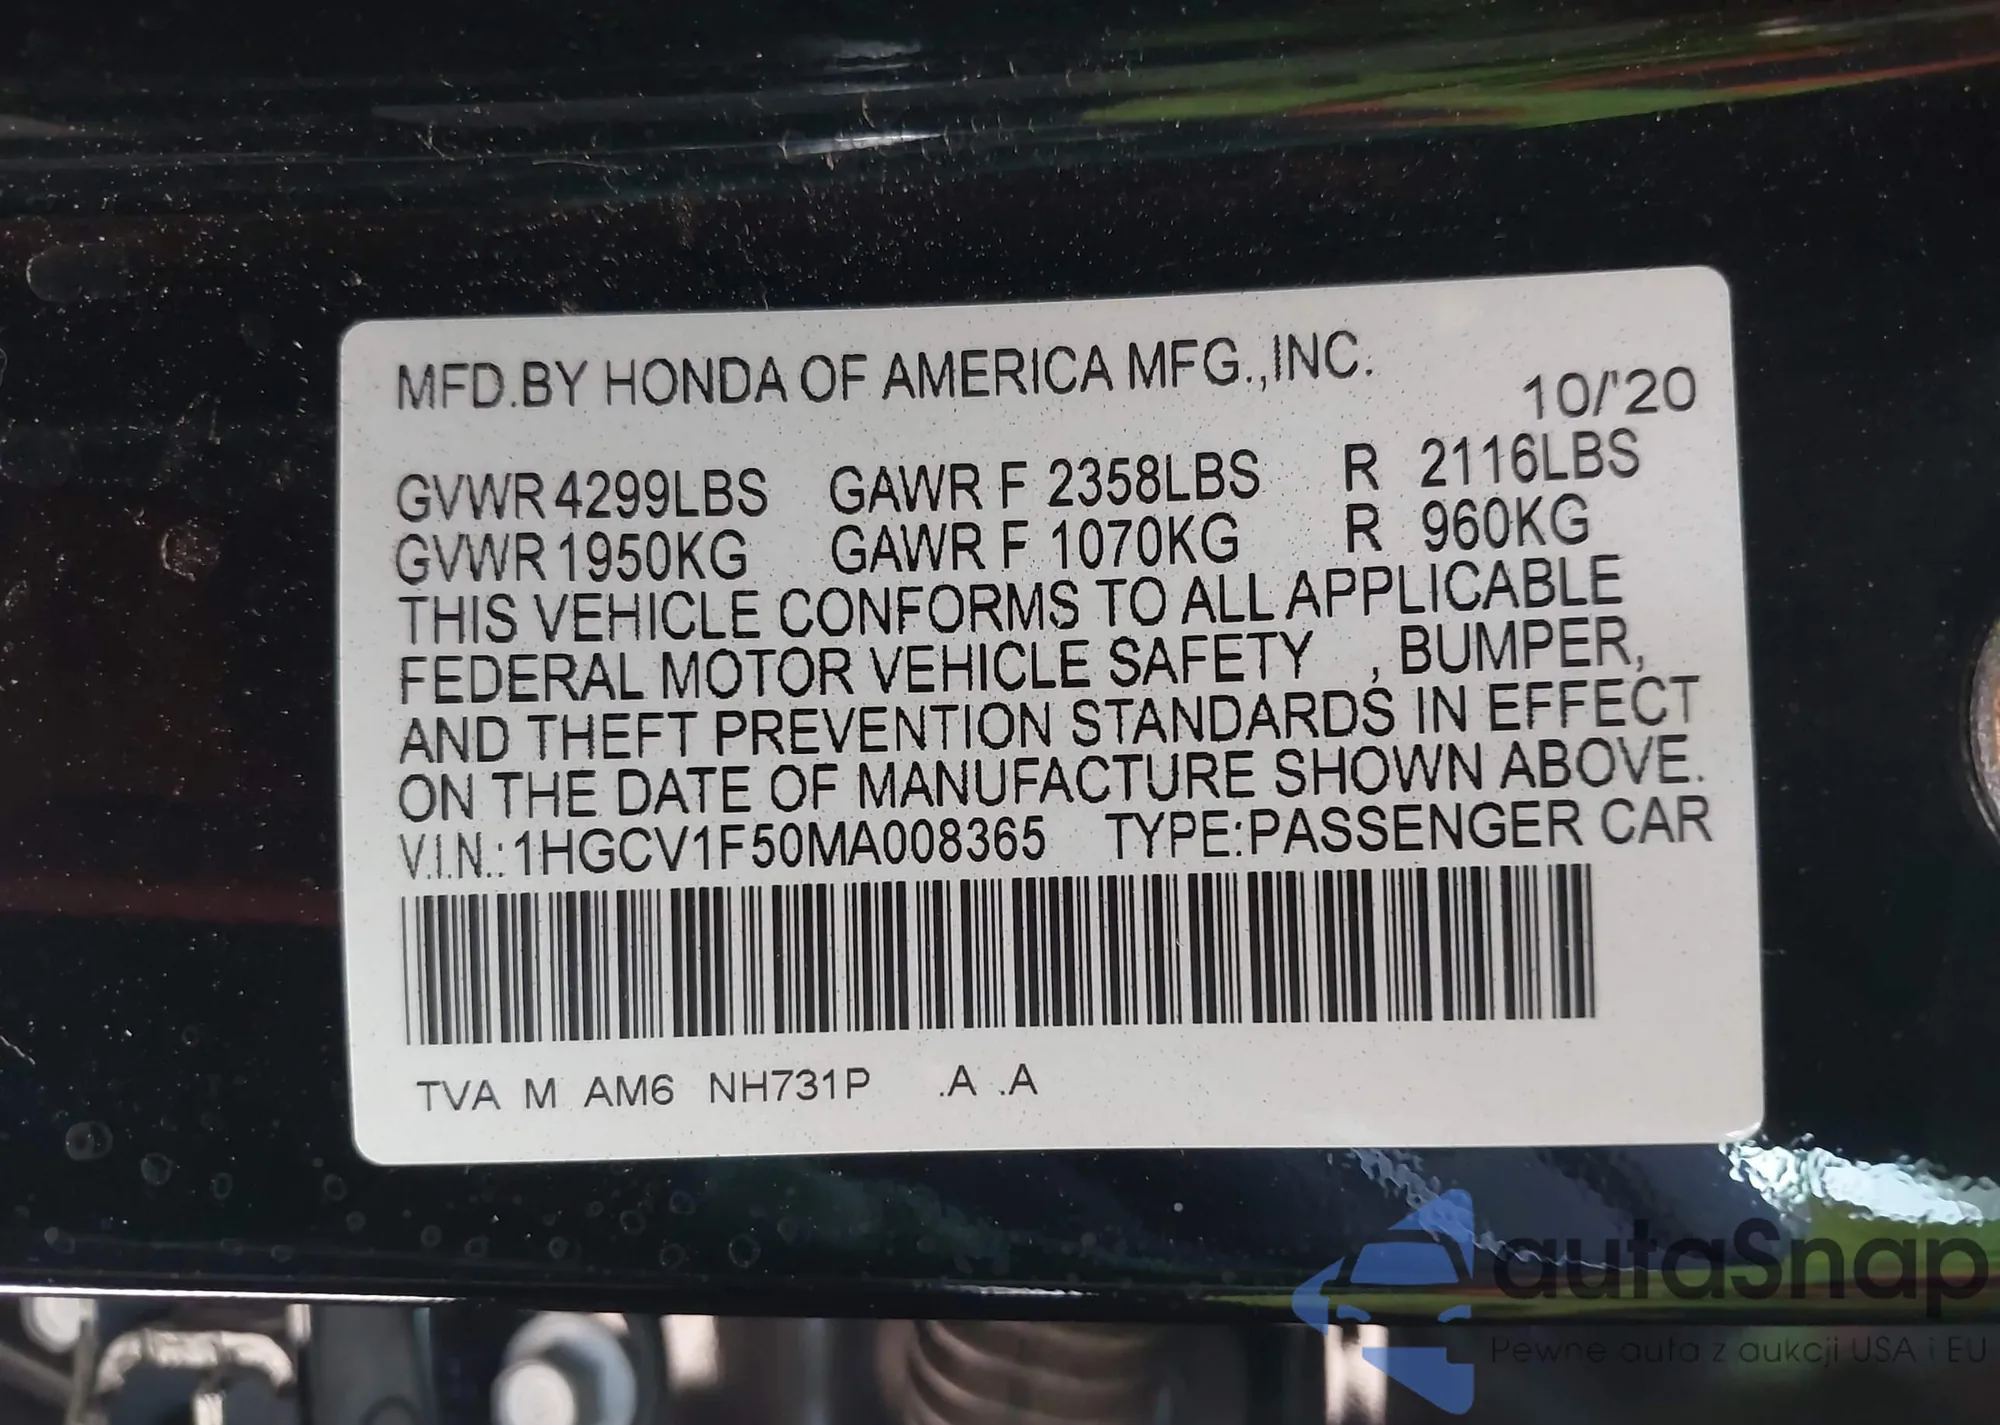 MFD.BY HONDA OF AMERICA MFG.,INC.
10/'20
GVWR 4299LBS GAWR F 2358LBS R 2116LBS
GVWR 1950KG GAWR F 1070KG R 960KG
THIS VEHICLE CONFORMS TO ALL APPLICABLE
FEDERAL MOTOR VEHICLE SAFETY , BUMPER,
AND THEFT PREVENTION STANDARDS IN EFFECT
ON THE DATE OF MANUFACTURE SHOWN ABOVE.
V.I.N.: 1HGCV1F50MA008365 TYPE:PASSENGER CAR
TVA M AM6 NH731P .A .A
autaSnap
Pewne auta z aukcji USA i EU